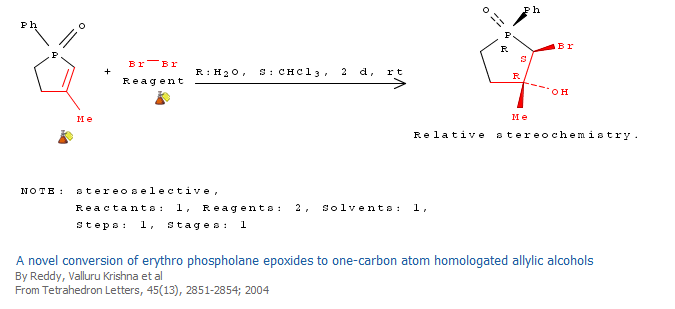 Ph
O
P
Me
+
Br Br
Reagent
R:H2O, S:CHCl3, 2 d, rt
O
Ph
P
R
Br
S
R
OH
Me
Relative stereochemistry.
NOTE: stereoselective,
Reactants: 1, Reagents: 2, Solvents: 1,
Steps: 1, Stages: 1
A novel conversion of erythro phospholane epoxides to one-carbon atom homologated allylic alcohols
By Reddy, Valluru Krishna et al
From Tetrahedron Letters, 45(13), 2851-2854; 2004